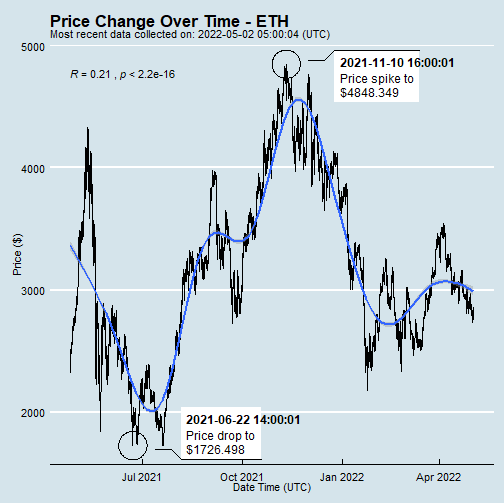 Price Change Over Time - ETH
Most recent data collected on: 2022-05-02 05:00:04 (UTC)
5000
R = 0.21 , p < 2.2e-16
2021-11-10 16:00:01
Price spike to
$4848.349
4000
Price ($)
3000
2000
2021-06-22 14:00:01
Price drop to
$1726.498
Jul 2021
Oct 2021
Jan 2022
Apr 2022
Date Time (UTC)